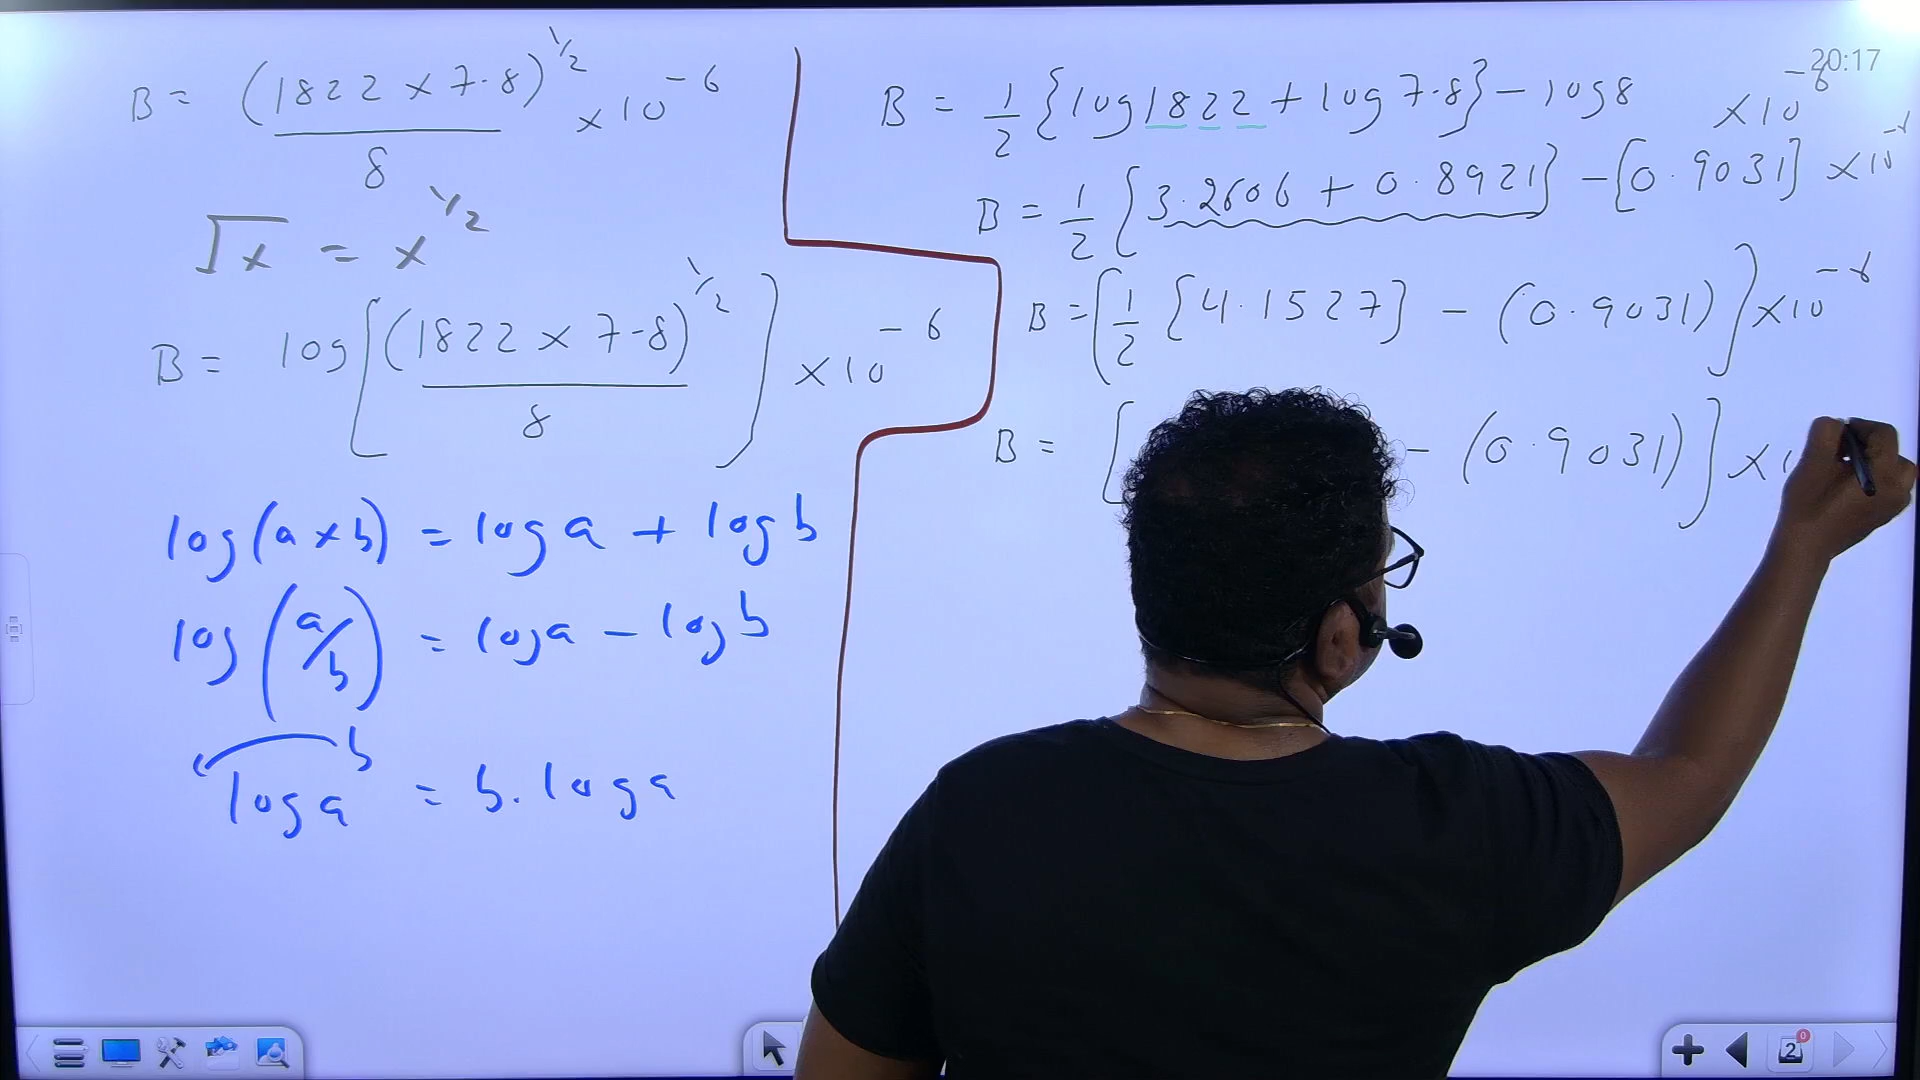 B = (1822 × 7.8)^1/2 / 8 × 10^-6
√x = x^1/2
B = log [ (1822 × 7.8)^1/2 / 8 ] × 10^-6
log(a×b) = log a + log b
log(a/b) = log a - log b
log a^b = b. log a
20:17
B = 1/2 {log 1822 + log 7.8} - log 8 × 10^-6
B = 1/2 {3.2606 + 0.8921} - [0.9031] × 10
B = [1/2 {4.1527} - (0.9031)] × 10^-6
B = [ - (0.9031)] × 1
2
0